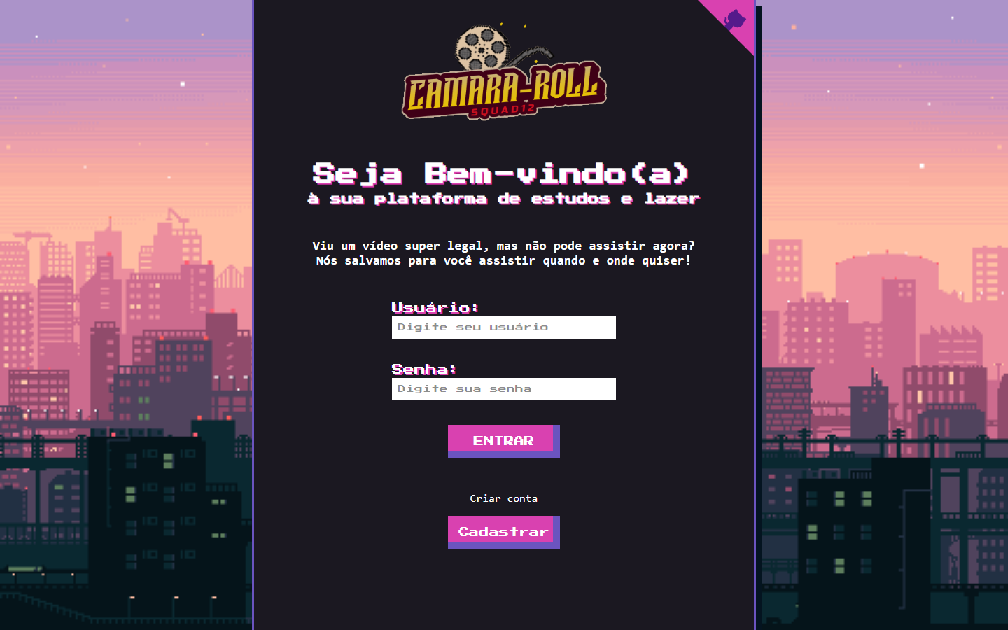 CAMARA-ROLL
SQUAD12
Seja Bem-vindo(a)
à sua plataforma de estudos e lazer
Viu um vídeo super legal, mas não pode assistir agora?
Nós salvamos para você assistir quando e onde quiser!
Usuário:
Digite seu usuário
Senha:
Digite sua senha
ENTRAR
Criar conta
Cadastrar